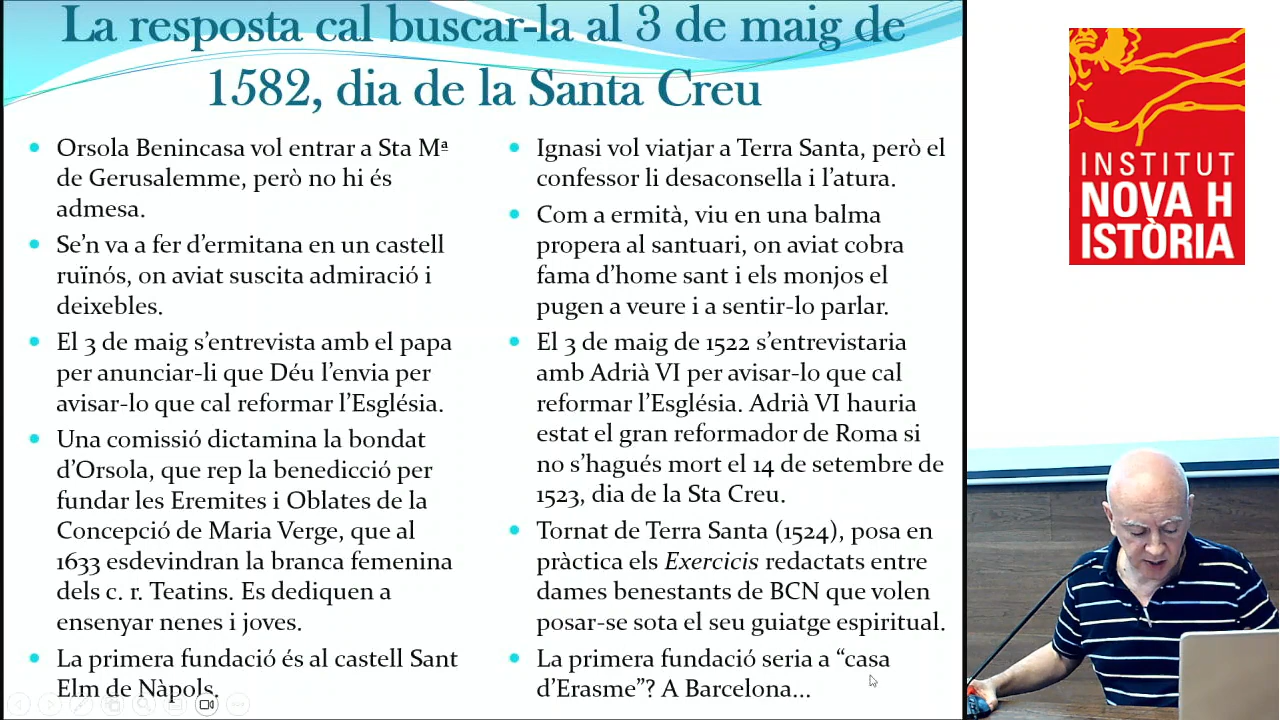 La resposta cal buscar-la al 3 de maig de
1582, dia de la Santa Creu
Orsola Benincasa vol entrar a Sta Mª
de Gerusalemme, però no hi és
admesa.
Se'n va a fer d'ermitana en un castell
ruïnós, on aviat suscita admiració i
deixebles.
El 3 de maig s'entrevista amb el papa
per anunciar-li que Déu l'envia per
avisar-lo que cal reformar l'Església.
Una comissió dictamina la bondat
d'Orsola, que rep la benedicció per
fundar les Eremites i Oblates de la
Concepció de Maria Verge, que al
1633 esdevindran la branca femenina
dels c. r. Teatins. Es dediquen a
ensenyar nenes i joves.
La primera fundació és al castell Sant
Elm de Nàpols.
Ignasi vol viatjar a Terra Santa, però el
confessor li desaconsella i l'atura.
Com a ermità, viu en una balma
propera al santuari, on aviat cobra
fama d'home sant i els monjos el
pugen a veure i a sentir-lo parlar.
El 3 de maig de 1522 s'entrevistaria
amb Adrià VI per avisar-lo que cal
reformar l'Església. Adrià VI hauria
estat el gran reformador de Roma si
no s'hagués mort el 14 de setembre de
1523, dia de la Sta Creu.
Tornat de Terra Santa (1524), posa en
pràctica els Exercicis redactats entre
dames benestants de BCN que volen
posar-se sota el seu guiatge espiritual.
La primera fundació seria a "casa
d'Erasme"? A Barcelona...
INSTITUT
NOVA H
ISTÒRIA